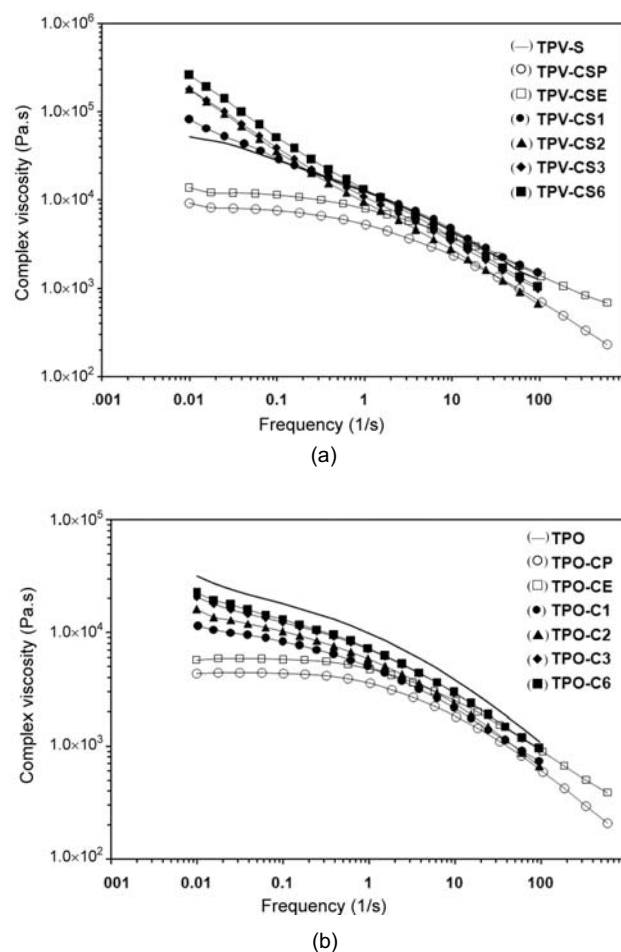 1.0×10⁶
1.0×10⁵
1.0×10⁴
1.0×10³
1.0×10²
Complex viscosity (Pa.s)
(—) TPV-S
(○) TPV-CSP
(□) TPV-CSE
(●) TPV-CS1
(▲) TPV-CS2
(◆) TPV-CS3
(■) TPV-CS6
.001 0.01 0.1 1.0 10 100
Frequency (1/s)
(a)
1.0×10⁵
1.0×10⁴
1.0×10³
1.0×10²
Complex viscosity (Pa.s)
(—) TPO
(○) TPO-CP
(□) TPO-CE
(●) TPO-C1
(▲) TPO-C2
(◆) TPO-C3
(■) TPO-C6
001 0.01 0.1 1 10 100
Frequency (1/s)
(b)